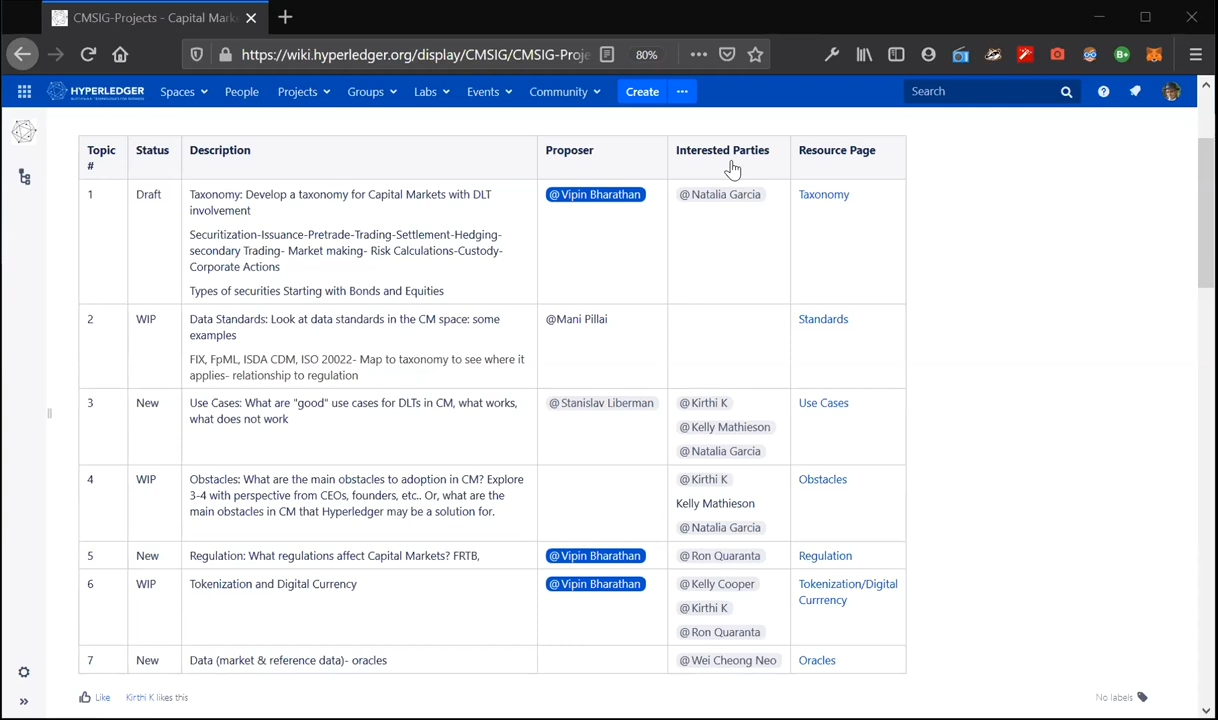 CMSIG-Projects - Capital Mark
https://wiki.hyperledger.org/display/CMSIG/CMSIG-Proje
80%
HYPERLEDGER
Spaces
People
Projects
Groups
Labs
Events
Community
Create
Search
Topic #
Status
Description
Proposer
Interested Parties
Resource Page
1
Draft
Taxonomy: Develop a taxonomy for Capital Markets with DLT
involvement
Securitization-Issuance-Pretrade-Trading-Settlement-Hedging-
secondary Trading- Market making- Risk Calculations-Custody-
Corporate Actions
Types of securities Starting with Bonds and Equities
@Vipin Bharathan
@Natalia Garcia
Taxonomy
2
WIP
Data Standards: Look at data standards in the CM space: some
examples
FIX, FpML, ISDA CDM, ISO 20022- Map to taxonomy to see where it
applies- relationship to regulation
@Mani Pillai
Standards
3
New
Use Cases: What are "good" use cases for DLTs in CM, what works,
what does not work
@Stanislav Liberman
@Kirthi K
@Kelly Mathieson
@Natalia Garcia
Use Cases
4
WIP
Obstacles: What are the main obstacles to adoption in CM? Explore
3-4 with perspective from CEOs, founders, etc.. Or, what are the
main obstacles in CM that Hyperledger may be a solution for.
@Kirthi K
Kelly Mathieson
@Natalia Garcia
Obstacles
5
New
Regulation: What regulations affect Capital Markets? FRTB,
@Vipin Bharathan
@Ron Quaranta
Regulation
6
WIP
Tokenization and Digital Currency
@Vipin Bharathan
@Kelly Cooper
@Kirthi K
@Ron Quaranta
Tokenization/Digital
Currrency
7
New
Data (market & reference data)- oracles
@Wei Cheong Neo
Oracles
Like
Kirthi K likes this
No labels